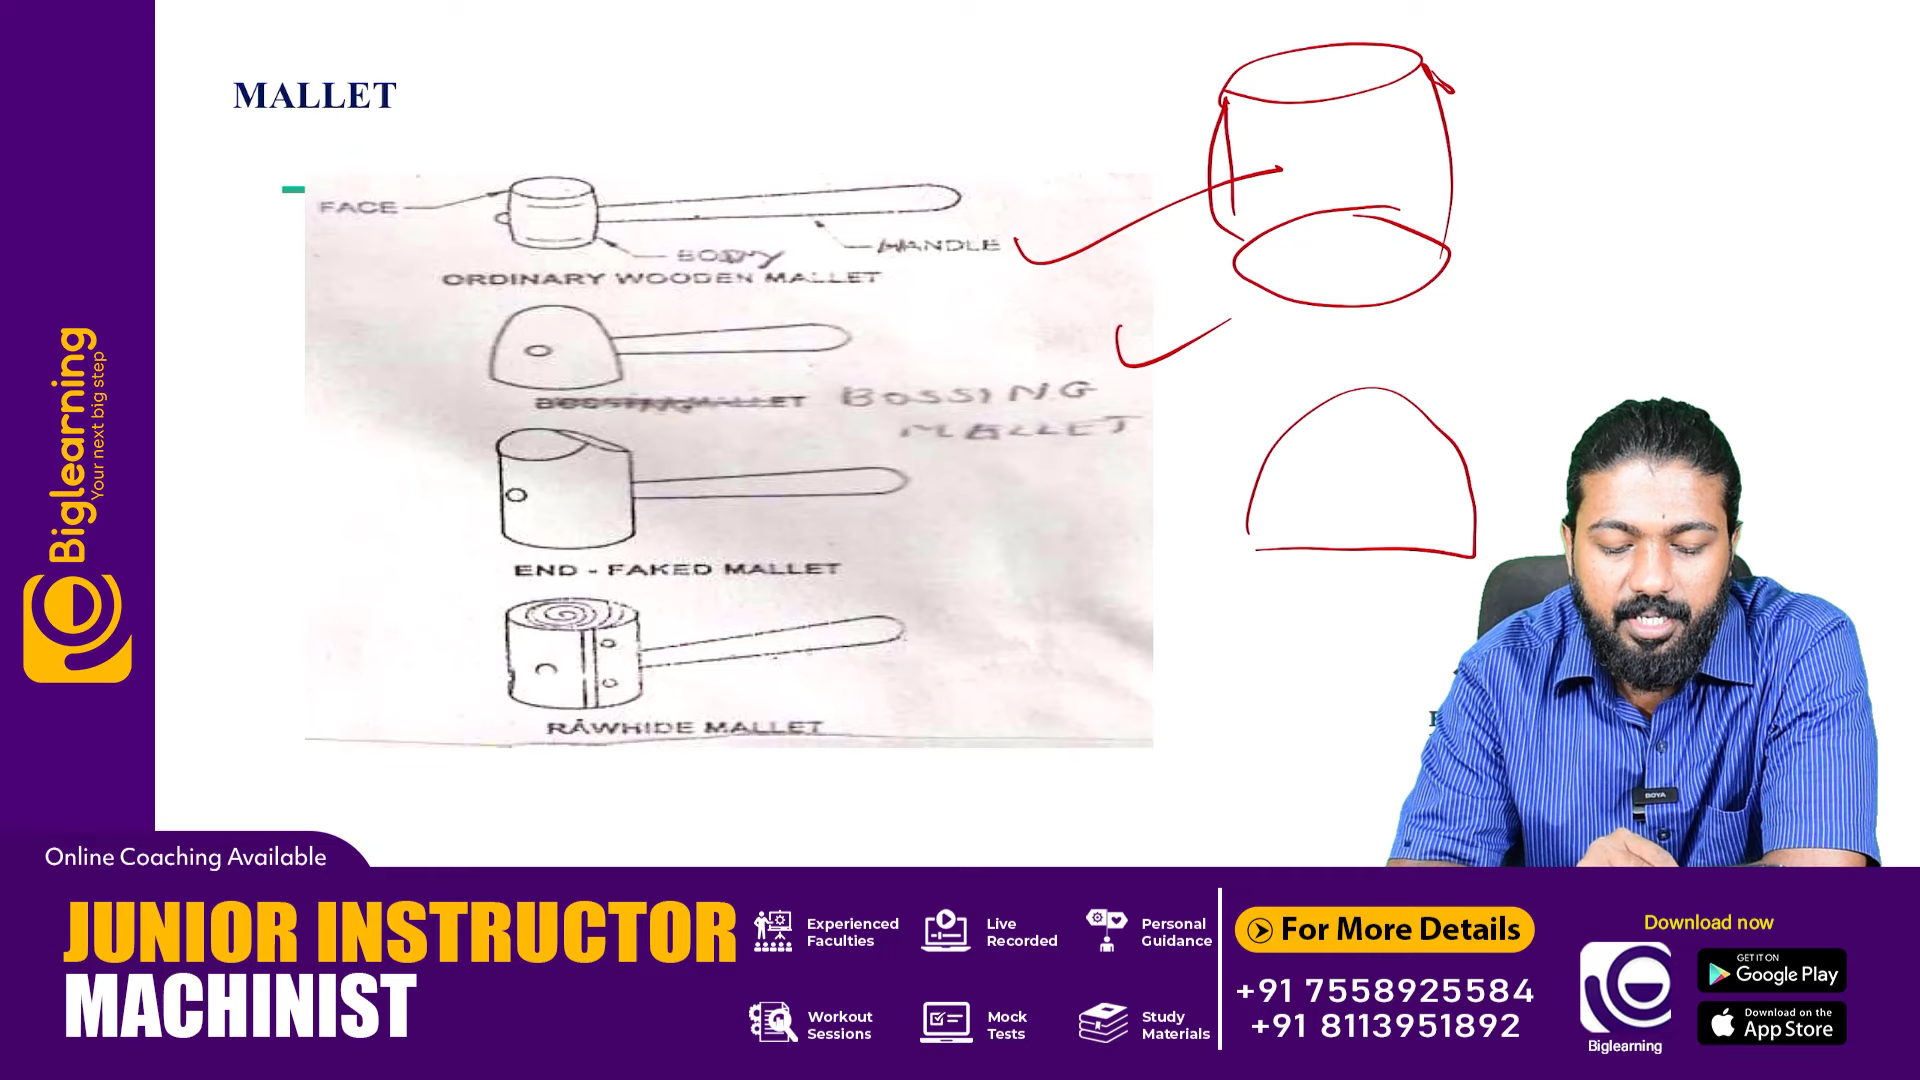 MALLET
FACE
HANDLE
BODY
ORDINARY WOODEN MALLET
BOSSING
MALLET
END - FAKED MALLET
RAWHIDE MALLET
Biglearning
Your next big step
BOYA
Online Coaching Available
JUNIOR INSTRUCTOR
MACHINIST
Experienced
Faculties
Live
Recorded
Personal
Guidance
Workout
Sessions
Mock
Tests
Study
Materials
For More Details
+91 7558925584
+91 8113951892
Download now
Biglearning
GET IT ON
Google Play
Download on the
App Store